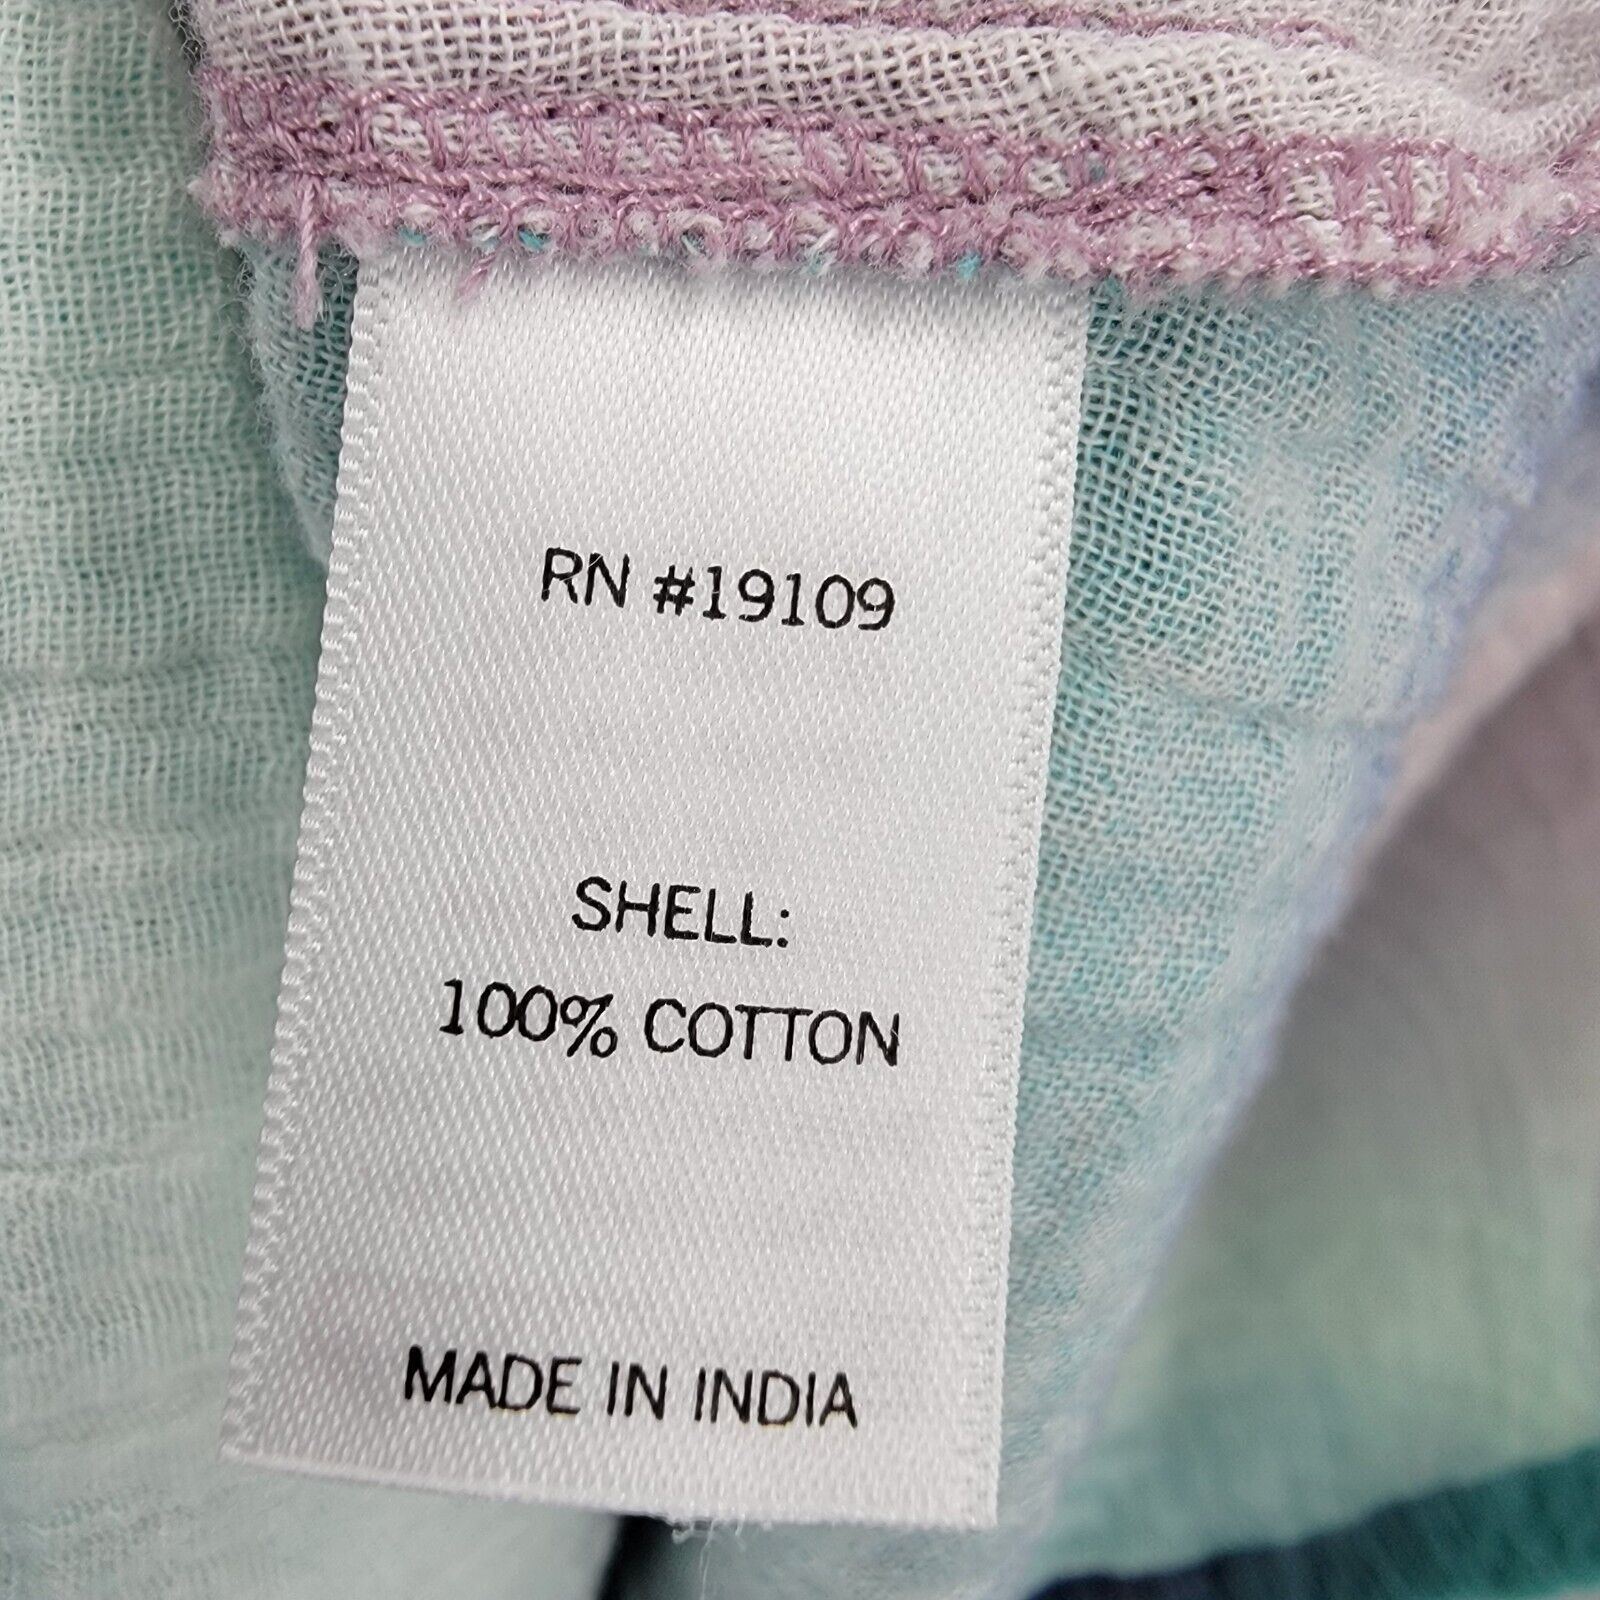 RN #19109
SHELL:
100% COTTON
MADE IN INDIA